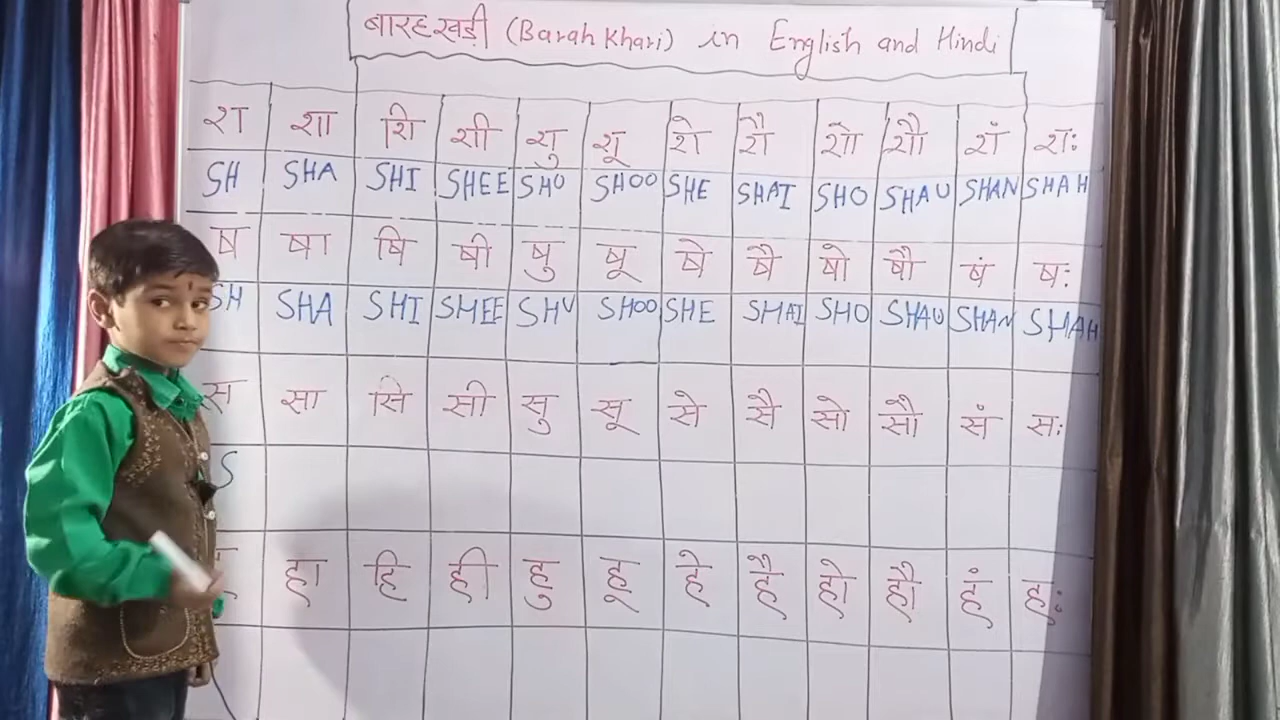 बारहखड़ी (Barah Khari) in English and Hindi
श शा शि शी शु शू शे शै शो शौ शं शः
SH SHA SHI SHEE SHU SHOO SHE SHAI SHO SHAU SHAN SHAH
ष षा षि षी षु षू षे षै षो षौ षं षः
SH SHA SHI SHEE SHU SHOO SHE SHAI SHO SHAU SHAN SHAH
स सा सि सी सु सू से सै सो सौ सं सः
S
हा हि ही हु हू हे है हो हौ हं हः